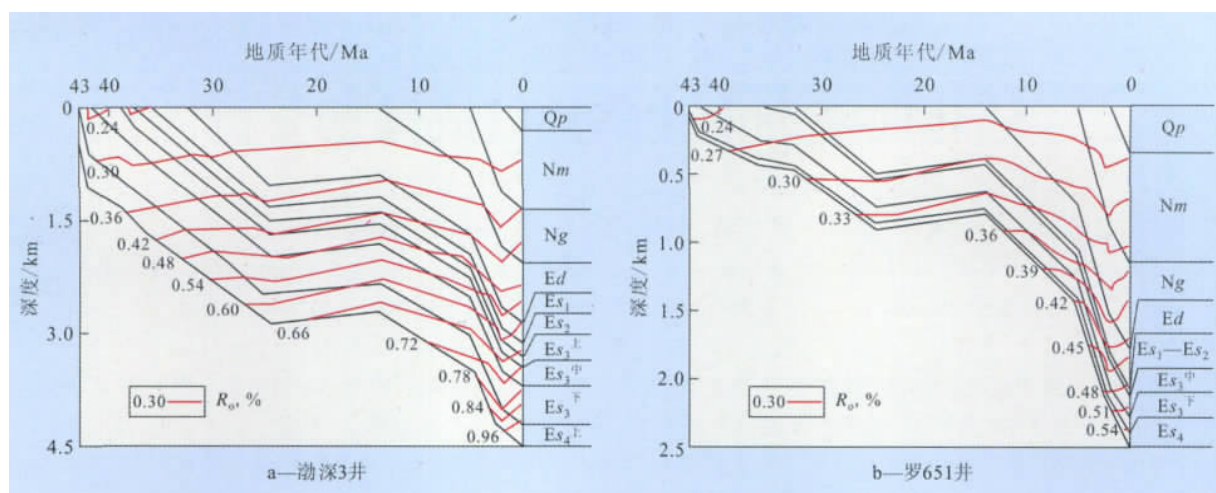 地质年代/Ma
43 40 30 20 10 0
0
1.5
3.0
4.5
深度/km
0.24
0.30
0.36
0.42
0.48
0.54
0.60
0.66
0.72
0.78
0.84
0.96
0.30 Ro, %
Qp
Nm
Ng
Ed
Es1
Es2
Es3上
Es3中
Es3下
Es4上
a—渤深3井
地质年代/Ma
43 40 30 20 10 0
0
0.5
1.0
1.5
2.0
2.5
深度/km
0.24
0.27
0.30
0.33
0.36
0.39
0.42
0.45
0.48
0.51
0.54
0.30 Ro, %
Qp
Nm
Ng
Ed
Es1—Es2
Es3中
Es3下
Es4
b—罗651井